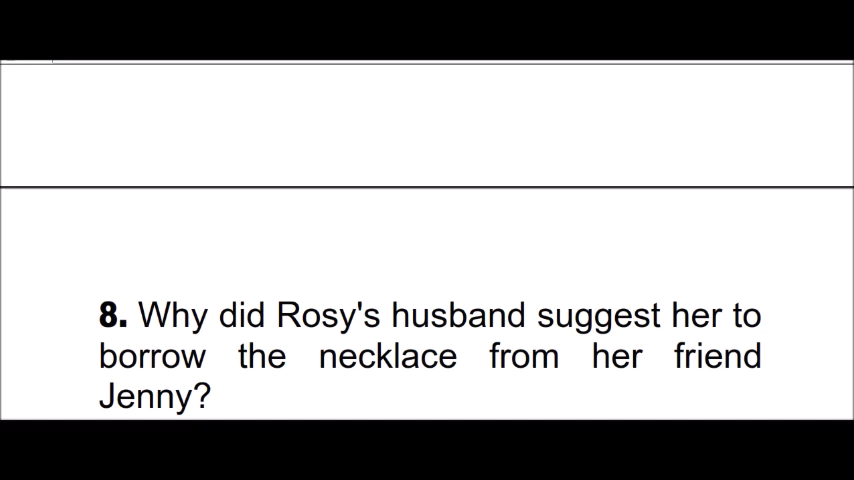 8. Why did Rosy's husband suggest her to
borrow the necklace from her friend
Jenny?